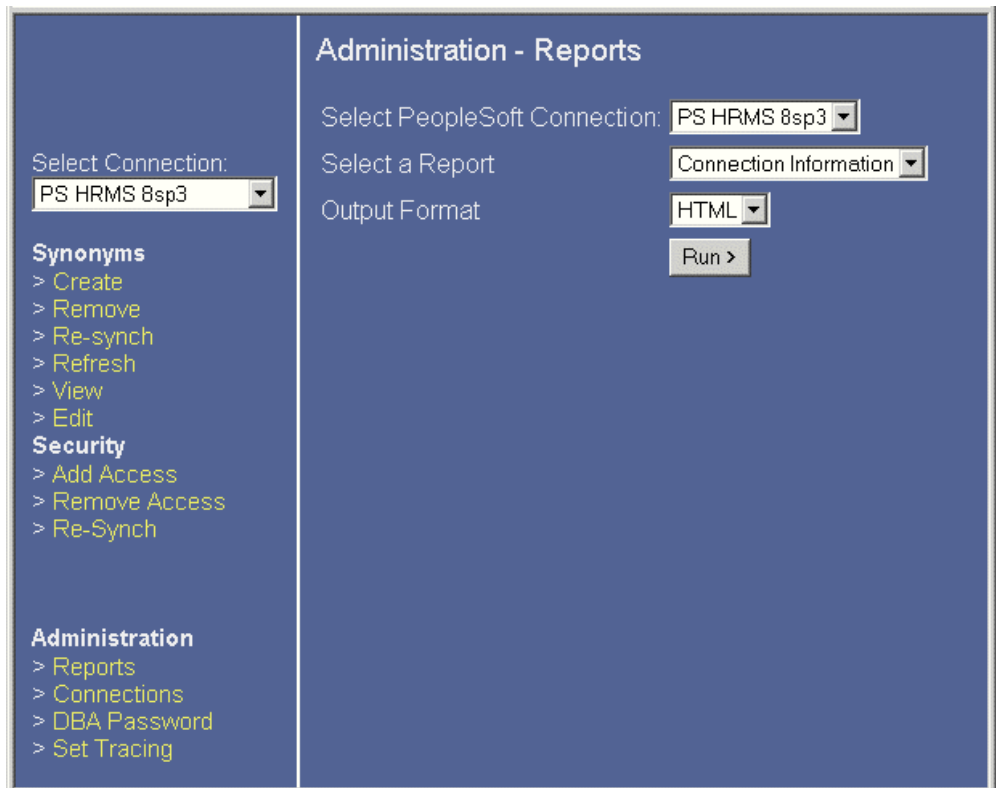 Select Connection:
PS HRMS 8sp3
Synonyms
> Create
> Remove
> Re-synch
> Refresh
> View
> Edit
Security
> Add Access
> Remove Access
> Re-Synch
Administration
> Reports
> Connections
> DBA Password
> Set Tracing
Administration - Reports
Select PeopleSoft Connection: PS HRMS 8sp3
Select a Report Connection Information
Output Format HTML
Run >